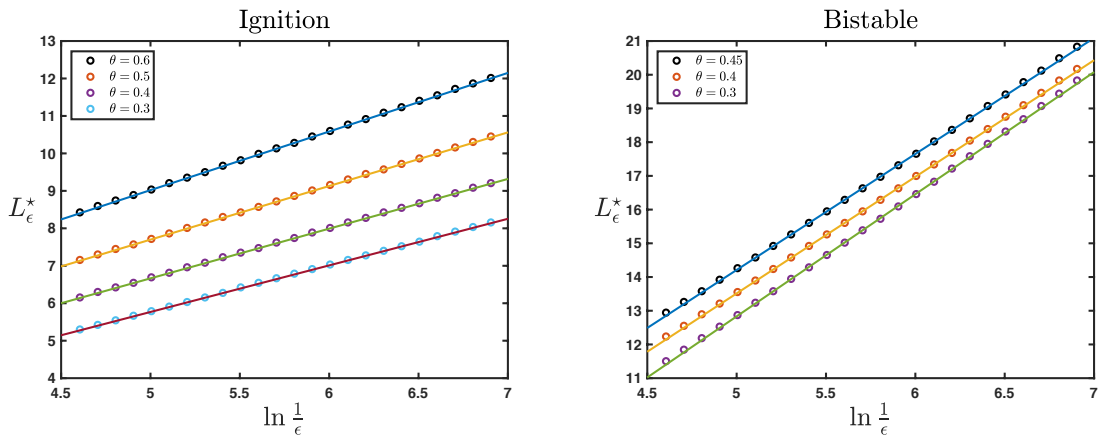 Ignition
13
12
11
10
9
8
7
6
5
4
L⋆ϵ
θ = 0.6
θ = 0.5
θ = 0.4
θ = 0.3
4.5 5 5.5 6 6.5 7
ln 1/ϵ
Bistable
21
20
19
18
17
16
15
14
13
12
11
L⋆ϵ
θ = 0.45
θ = 0.4
θ = 0.3
4.5 5 5.5 6 6.5 7
ln 1/ϵ